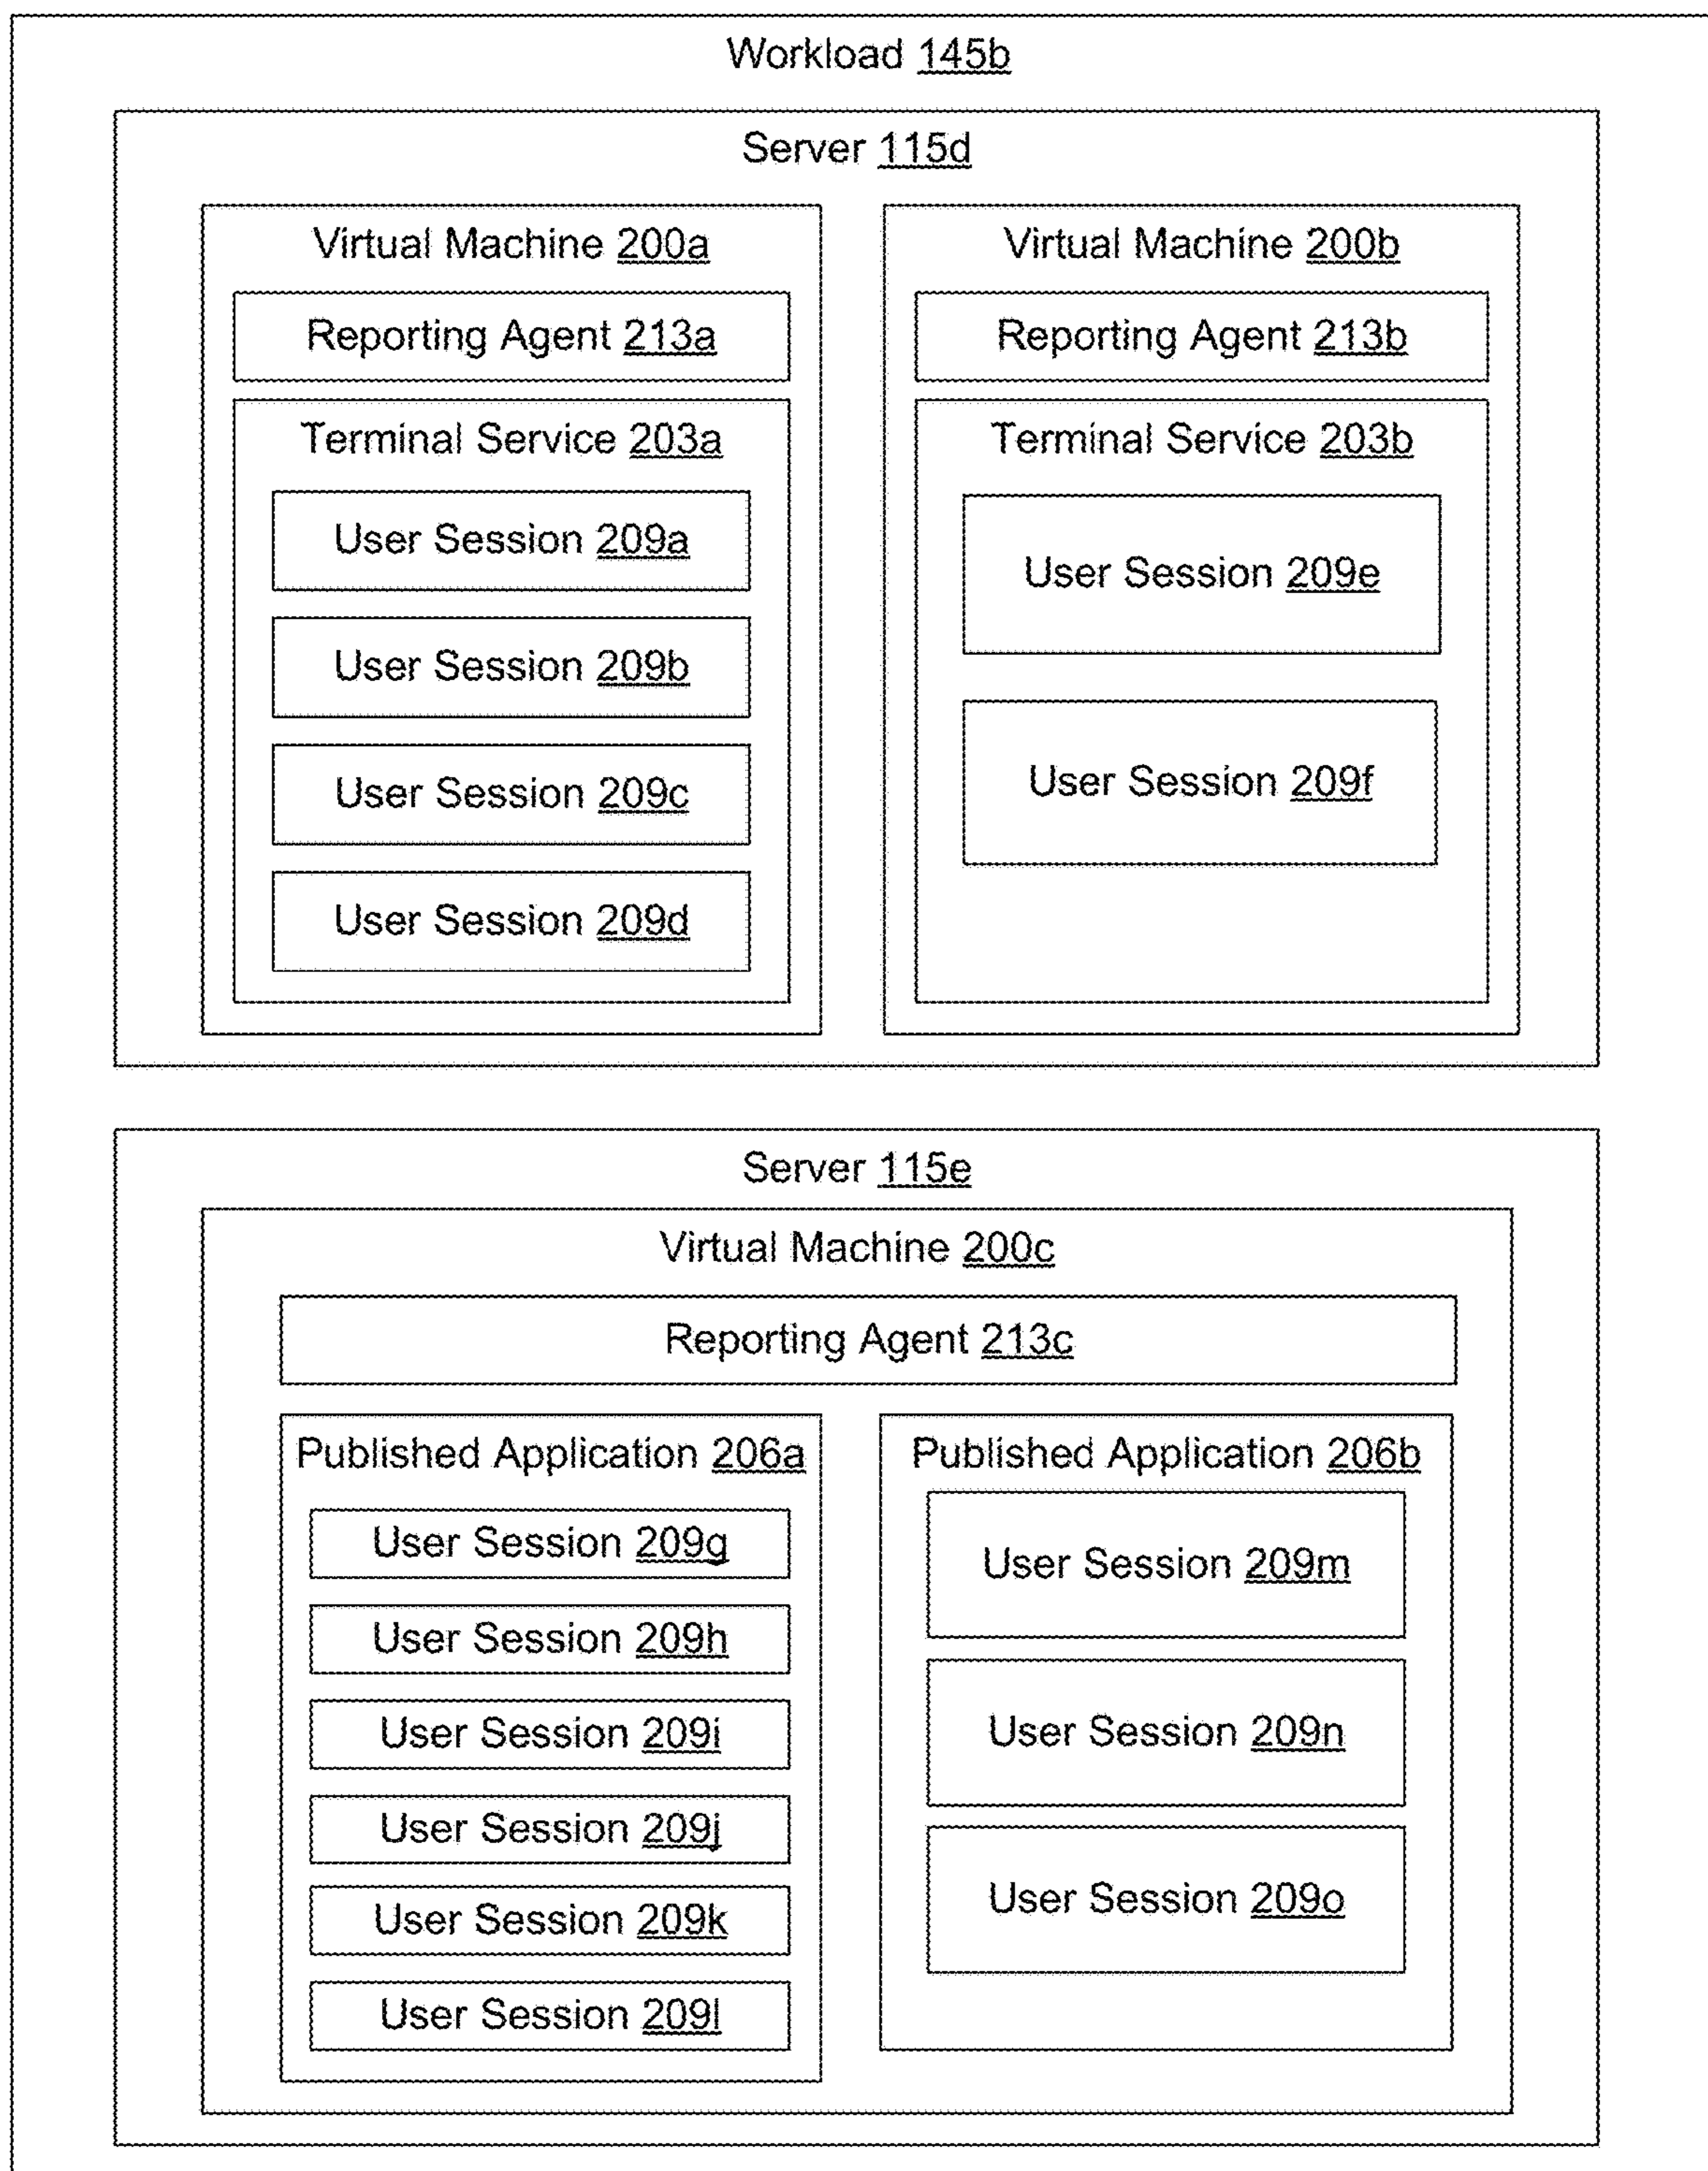 Workload 145b
Server 115d
Virtual Machine 200a
Reporting Agent 213a
Terminal Service 203a
User Session 209a
User Session 209b
User Session 209c
User Session 209d
Virtual Machine 200b
Reporting Agent 213b
Terminal Service 203b
User Session 209e
User Session 209f
Server 115e
Virtual Machine 200c
Reporting Agent 213c
Published Application 206a
User Session 209g
User Session 209h
User Session 209i
User Session 209j
User Session 209k
User Session 209l
Published Application 206b
User Session 209m
User Session 209n
User Session 209o